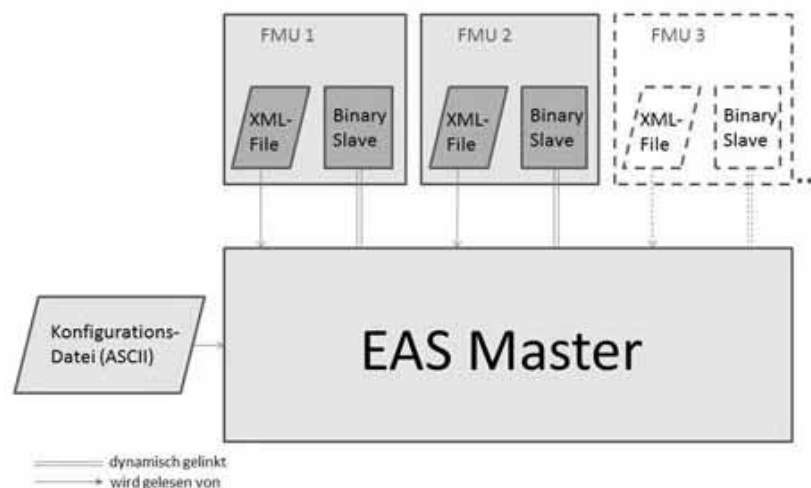 FMU 1
FMU 2
FMU 3
XML-
File
Binary
Slave
XML-
File
Binary
Slave
XML-
File
Binary
Slave
..
Konfigurations-
Datei (ASCII)
EAS Master
dynamisch gelinkt
wird gelesen von